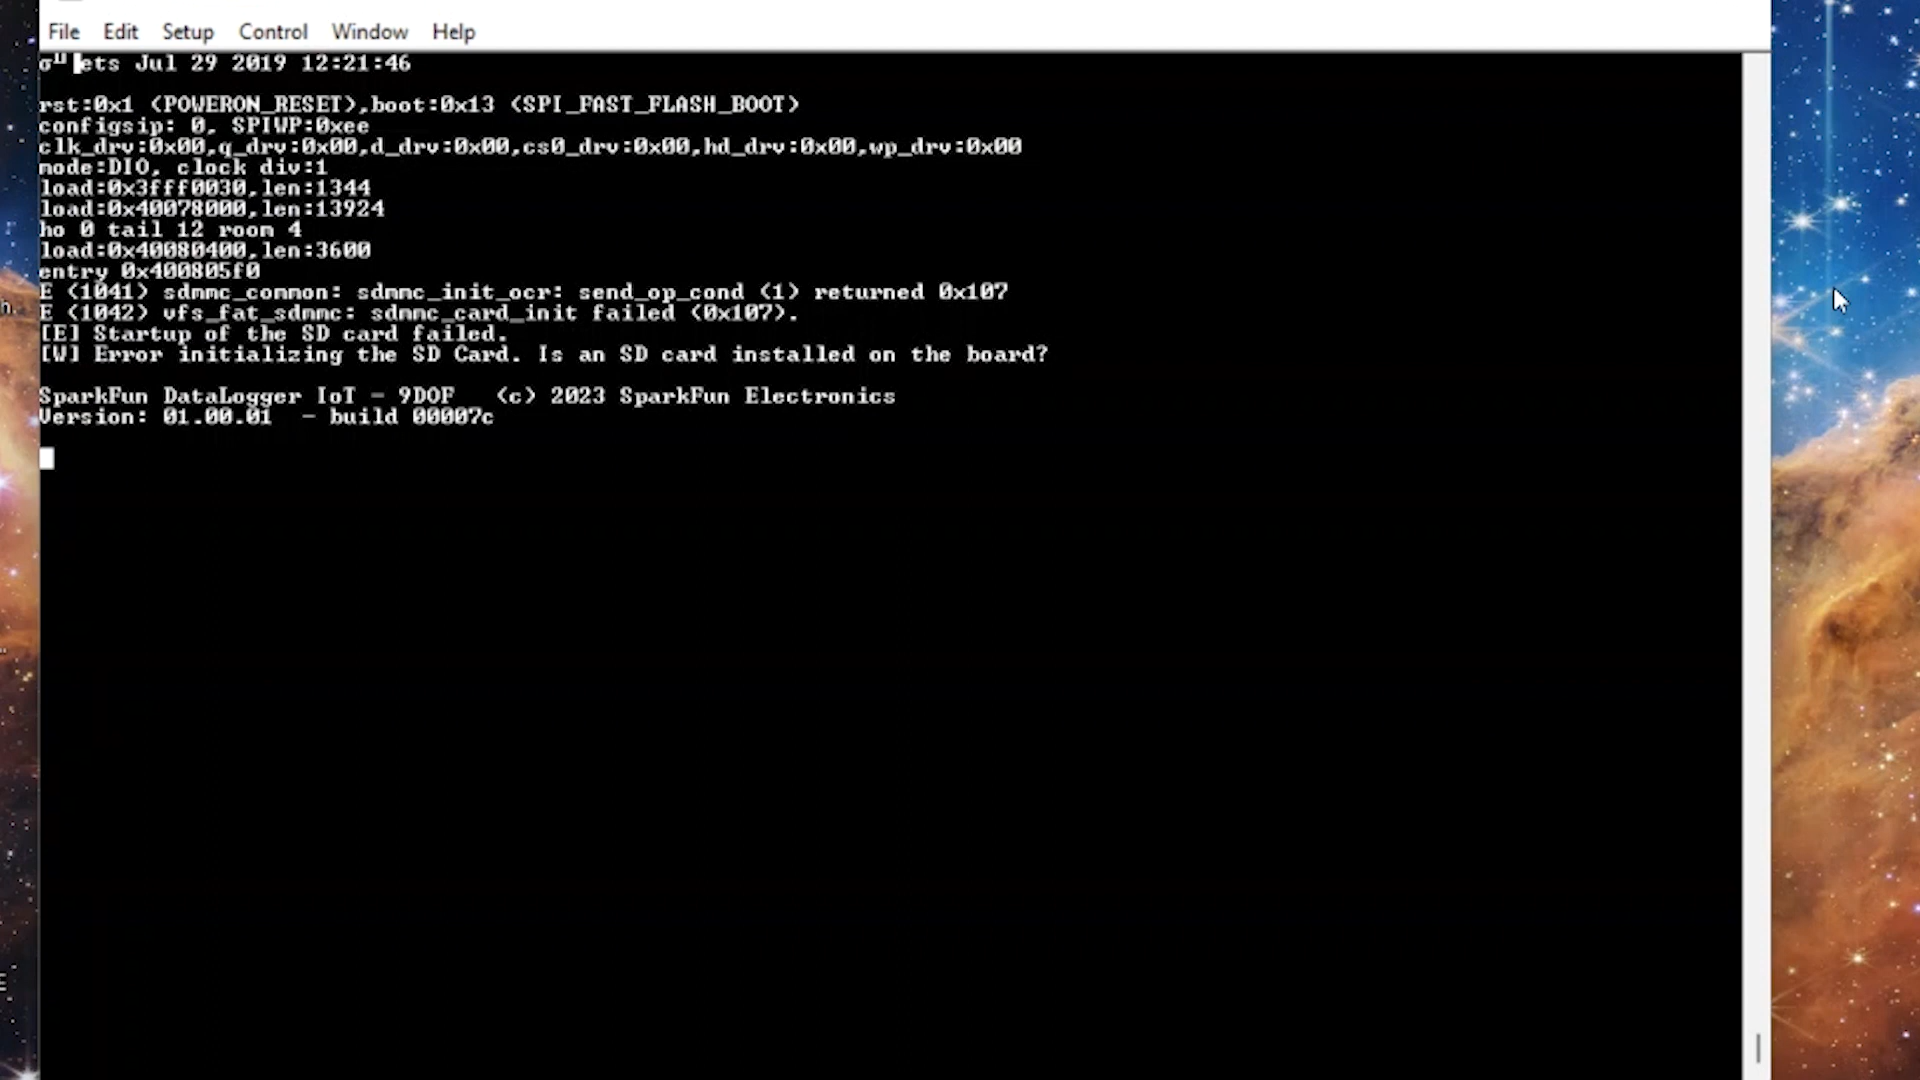 File Edit Setup Control Window Help
ets Jul 29 2019 12:21:46
rst:0x1 (POWERON_RESET),boot:0x13 (SPI_FAST_FLASH_BOOT)
configsip: 0, SPIWP:0xee
clk_drv:0x00,q_drv:0x00,d_drv:0x00,cs0_drv:0x00,hd_drv:0x00,wp_drv:0x00
mode:DIO, clock div:1
load:0x3fff0030,len:1344
load:0x40078000,len:13924
ho 0 tail 12 room 4
load:0x40080400,len:3600
entry 0x400805f0
E (1041) sdmmc_common: sdmmc_init_ocr: send_op_cond (1) returned 0x107
E (1042) vfs_fat_sdmmc: sdmmc_card_init failed (0x107).
[E] Startup of the SD card failed.
[W] Error initializing the SD Card. Is an SD card installed on the board?
SparkFun DataLogger IoT - 9DOF   (c) 2023 SparkFun Electronics
Version: 01.00.01  - build 00007c